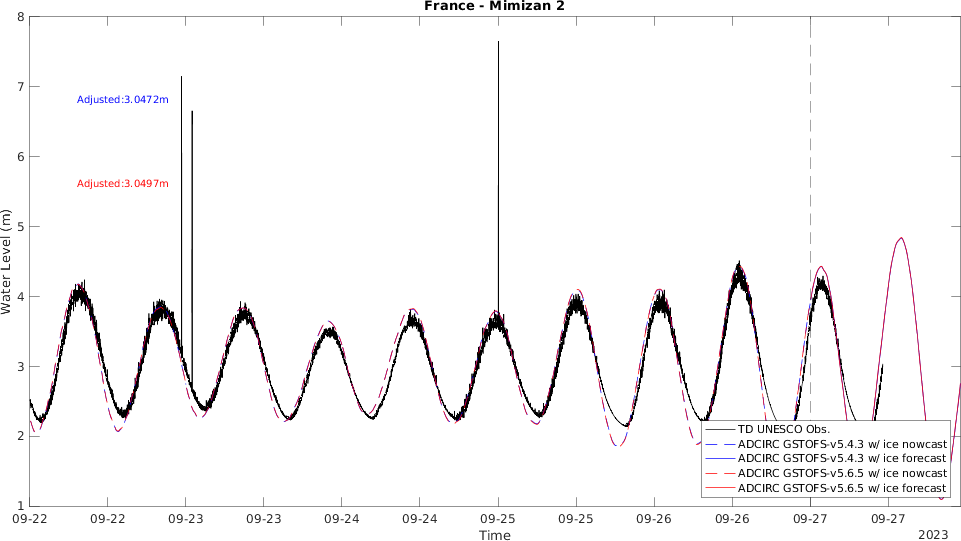 France - Mimizan 2
8
7
6
5
4
3
2
1
Water Level (m)
Adjusted:3.0472m
Adjusted:3.0497m
TD UNESCO Obs.
ADCIRC GSTOFS-v5.4.3 w/ ice nowcast
ADCIRC GSTOFS-v5.4.3 w/ ice forecast
ADCIRC GSTOFS-v5.6.5 w/ ice nowcast
ADCIRC GSTOFS-v5.6.5 w/ ice forecast
09-22 09-22 09-23 09-23 09-24 09-24 09-25 09-25 09-26 09-26 09-27 09-27
Time
2023